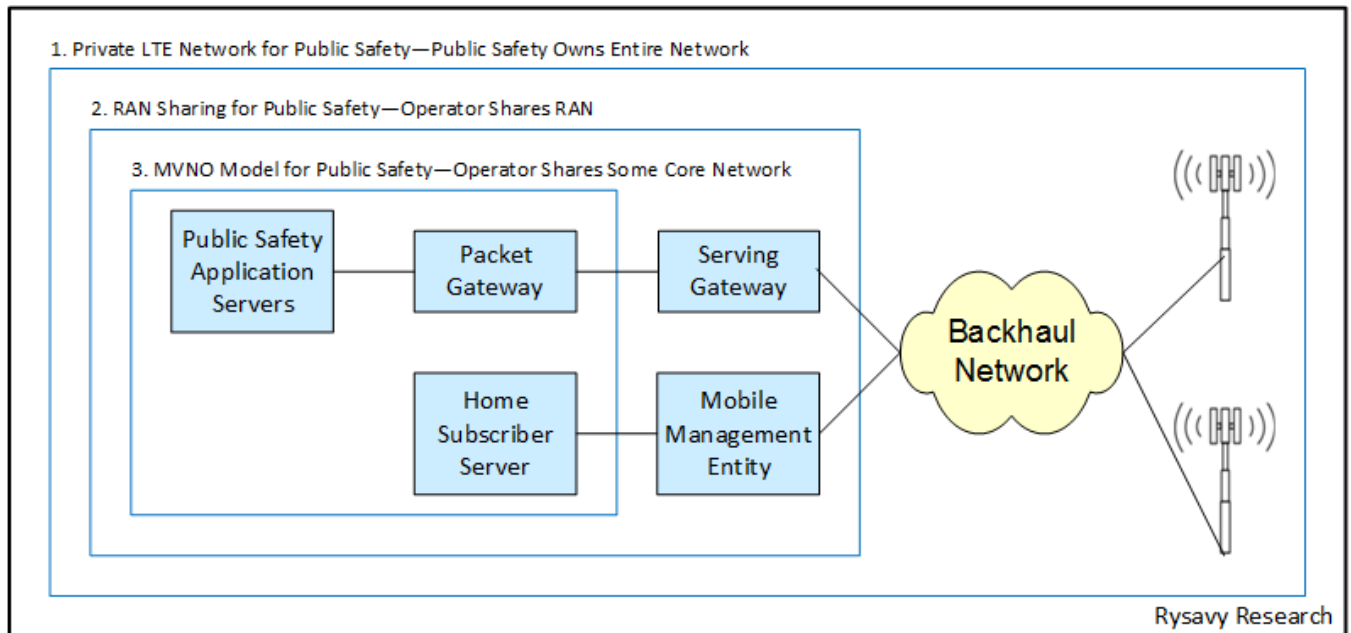 1. Private LTE Network for Public Safety—Public Safety Owns Entire Network
2. RAN Sharing for Public Safety—Operator Shares RAN
3. MVNO Model for Public Safety—Operator Shares Some Core Network
Public Safety
Application
Servers
Packet
Gateway
Serving
Gateway
Backhaul
Network
Home
Subscriber
Server
Mobile
Management
Entity
Rysavy Research